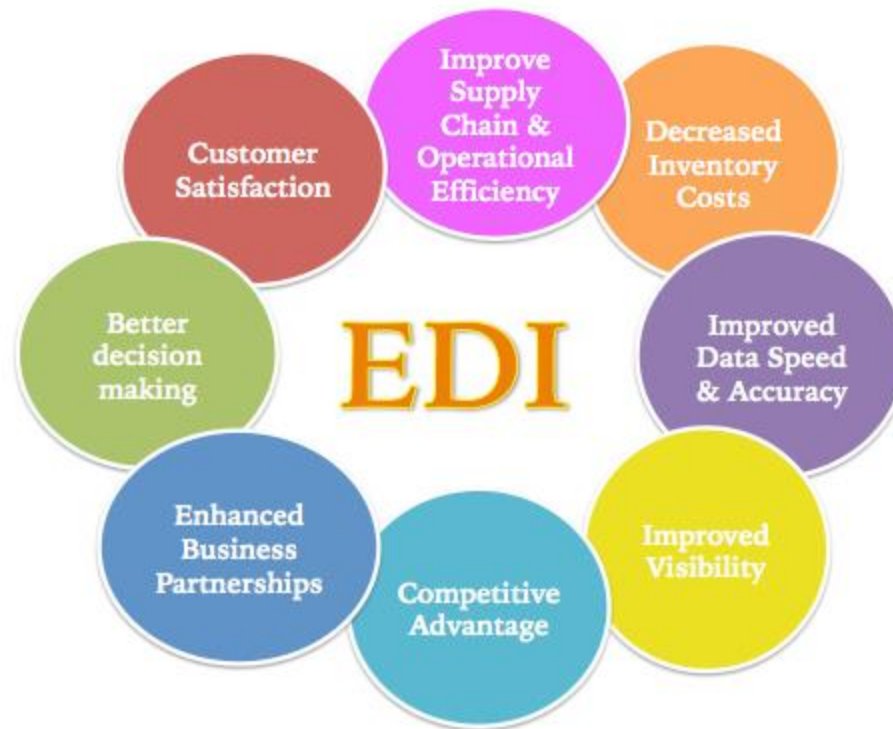 Improve
Supply
Chain &
Operational
Efficiency
Decreased
Inventory
Costs
Improved
Data Speed
& Accuracy
Improved
Visibility
Competitive
Advantage
Enhanced
Business
Partnerships
Better
decision
making
Customer
Satisfaction
EDI